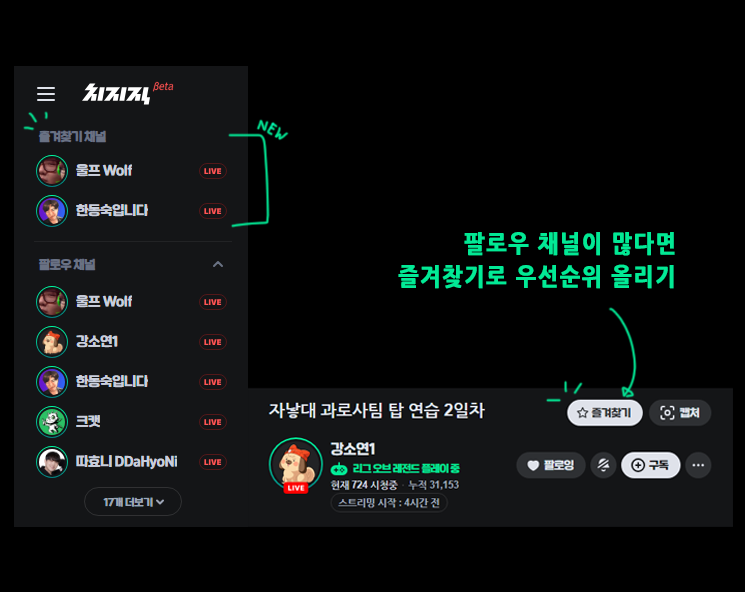 치지직 Beta
즐겨찾기 채널
NEW
울프 Wolf LIVE
한동숙입니다 LIVE
팔로우 채널
울프 Wolf LIVE
강소연1 LIVE
한동숙입니다 LIVE
크캣 LIVE
따효니 DDaHyoNi LIVE
17개 더보기
팔로우 채널이 많다면
즐겨찾기로 우선순위 올리기
자낳대 과로사팀 탑 연습 2일차
즐겨찾기
캡처
강소연1
리그 오브 레전드 플레이 중
현재 724 시청중 · 누적 31,153
스트리밍 시작 : 4시간 전
LIVE
팔로잉
구독